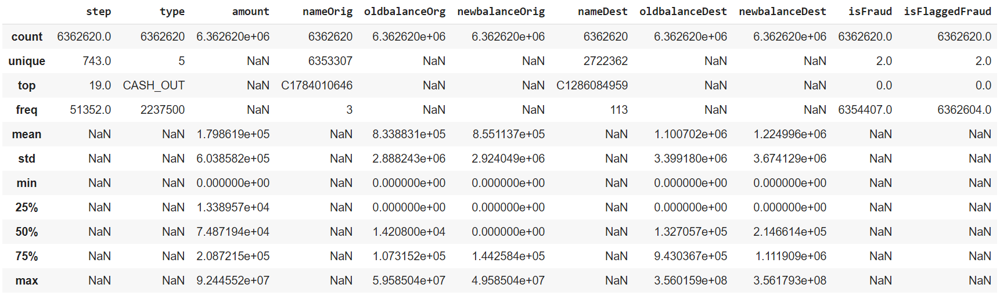 step type amount nameOrig oldbalanceOrg newbalanceOrig nameDest oldbalanceDest newbalanceDest isFraud isFlaggedFraud
count 6362620.0 6362620 6.362620e+06 6362620 6.362620e+06 6.362620e+06 6362620 6.362620e+06 6.362620e+06 6362620.0 6362620.0
unique 743.0 5 NaN 6353307 NaN NaN 2722362 NaN NaN 2.0 2.0
top 19.0 CASH_OUT NaN C1784010646 NaN NaN C1286084959 NaN NaN 0.0 0.0
freq 51352.0 2237500 NaN 3 NaN NaN 113 NaN NaN 6354407.0 6362604.0
mean NaN NaN 1.798619e+05 NaN 8.338831e+05 8.551137e+05 NaN 1.100702e+06 1.224996e+06 NaN NaN
std NaN NaN 6.038582e+05 NaN 2.888243e+06 2.924049e+06 NaN 3.399180e+06 3.674129e+06 NaN NaN
min NaN NaN 0.000000e+00 NaN 0.000000e+00 0.000000e+00 NaN 0.000000e+00 0.000000e+00 NaN NaN
25% NaN NaN 1.338957e+04 NaN 0.000000e+00 0.000000e+00 NaN 0.000000e+00 0.000000e+00 NaN NaN
50% NaN NaN 7.487194e+04 NaN 1.420800e+04 0.000000e+00 NaN 1.327057e+05 2.146614e+05 NaN NaN
75% NaN NaN 2.087215e+05 NaN 1.073152e+05 1.442584e+05 NaN 9.430367e+05 1.111909e+06 NaN NaN
max NaN NaN 9.244552e+07 NaN 5.958504e+07 4.958504e+07 NaN 3.560159e+08 3.561793e+08 NaN NaN